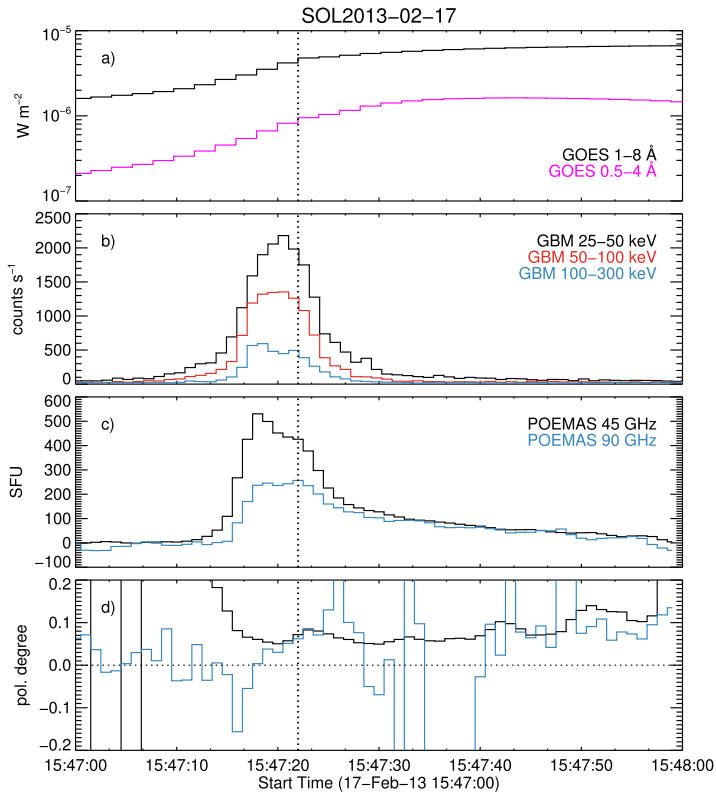 SOL2013−02−17
10⁻⁵
a)
10⁻⁶
W m⁻²
GOES 1−8 Å
GOES 0.5−4 Å
10⁻⁷
2500
b)
GBM 25−50 keV
2000
GBM 50−100 keV
GBM 100−300 keV
1500
counts s⁻¹
1000
500
0
600
c)
POEMAS 45 GHz
500
POEMAS 90 GHz
400
300
SFU
200
100
0
−100
0.2
d)
0.1
pol. degree
0.0
−0.1
−0.2
15:47:00 15:47:10 15:47:20 15:47:30 15:47:40 15:47:50 15:48:00
Start Time (17−Feb−13 15:47:00)